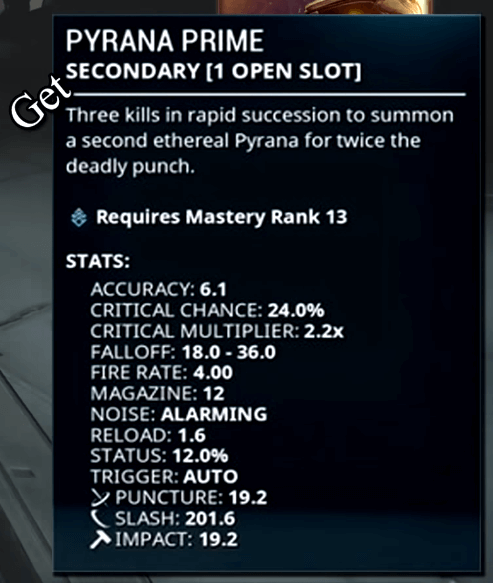 PYRANA PRIME
SECONDARY [1 OPEN SLOT]
Get
Three kills in rapid succession to summon
a second ethereal Pyrana for twice the
deadly punch.
Requires Mastery Rank 13
STATS:
ACCURACY: 6.1
CRITICAL CHANCE: 24.0%
CRITICAL MULTIPLIER: 2.2x
FALLOFF: 18.0 - 36.0
FIRE RATE: 4.00
MAGAZINE: 12
NOISE: ALARMING
RELOAD: 1.6
STATUS: 12.0%
TRIGGER: AUTO
PUNCTURE: 19.2
SLASH: 201.6
IMPACT: 19.2